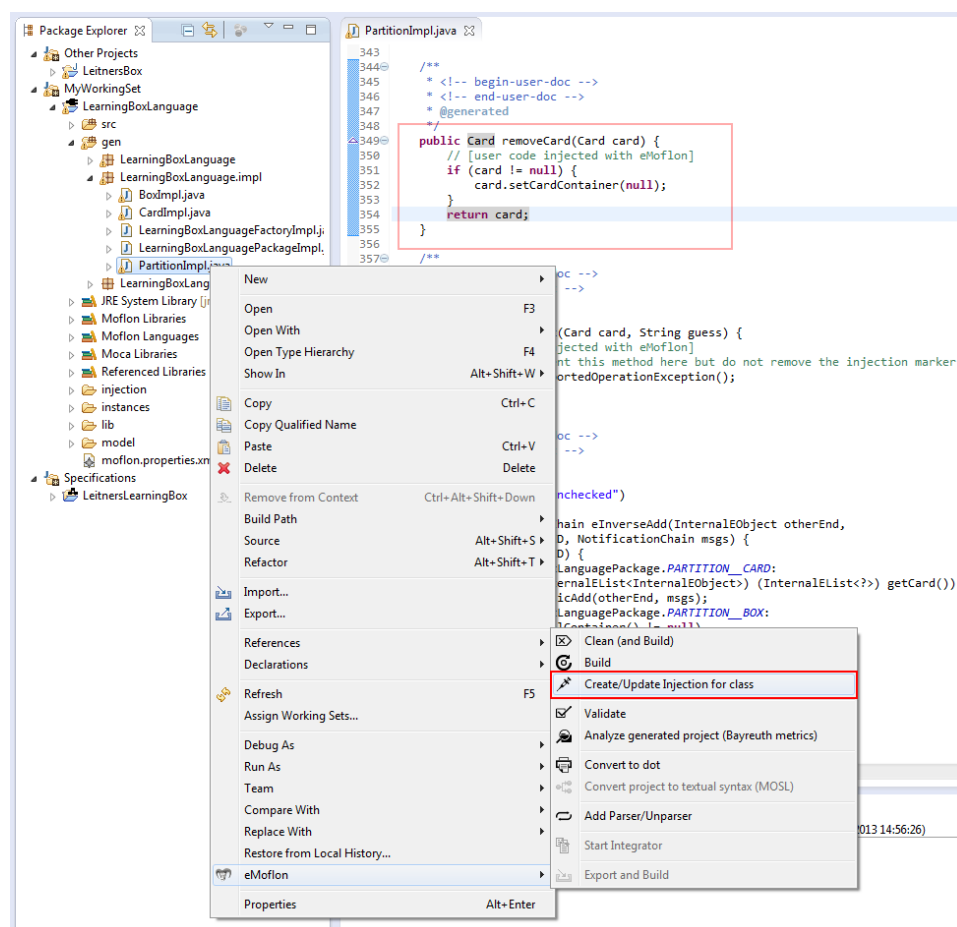 Package Explorer
Other Projects
LeitnersBox
MyWorkingSet
LearningBoxLanguage
src
gen
LearningBoxLanguage
LearningBoxLanguage.impl
BoxImpl.java
CardImpl.java
LearningBoxLanguageFactoryImpl.j
LearningBoxLanguagePackageImpl.
PartitionImpl.java
LearningBoxLang
JRE System Library [j
Moflon Libraries
Moflon Languages
Moca Libraries
Referenced Libraries
injection
instances
lib
model
moflon.properties.xm
Specifications
LeitnersLearningBox
PartitionImpl.java
343
344 /**
345 * <!-- begin-user-doc -->
346 * <!-- end-user-doc -->
347 * @generated
348 */
349 public Card removeCard(Card card) {
350 // [user code injected with eMoflon]
351 if (card != null) {
352 card.setCardContainer(null);
353 }
354 return card;
355 }
356
357 /**
oc -->
-->
(Card card, String guess) {
jected with eMoflon]
nt this method here but do not remove the injection marker
ortedOperationException();
oc -->
-->
nchecked")
hain eInverseAdd(InternalEObject otherEnd,
D, NotificationChain msgs) {
D) {
LanguagePackage.PARTITION__CARD:
ernalEList<InternalEObject>) (InternalEList<?>) getCard())
icAdd(otherEnd, msgs);
LanguagePackage.PARTITION__BOX:
lContainer() != null)
2013 14:56:26)
New
Open F3
Open With
Open Type Hierarchy F4
Show In Alt+Shift+W
Copy Ctrl+C
Copy Qualified Name
Paste Ctrl+V
Delete Delete
Remove from Context Ctrl+Alt+Shift+Down
Build Path
Source Alt+Shift+S
Refactor Alt+Shift+T
Import...
Export...
References
Declarations
Refresh F5
Assign Working Sets...
Debug As
Run As
Team
Compare With
Replace With
Restore from Local History...
eMoflon
Properties Alt+Enter
Clean (and Build)
Build
Create/Update Injection for class
Validate
Analyze generated project (Bayreuth metrics)
Convert to dot
Convert project to textual syntax (MOSL)
Add Parser/Unparser
Start Integrator
Export and Build